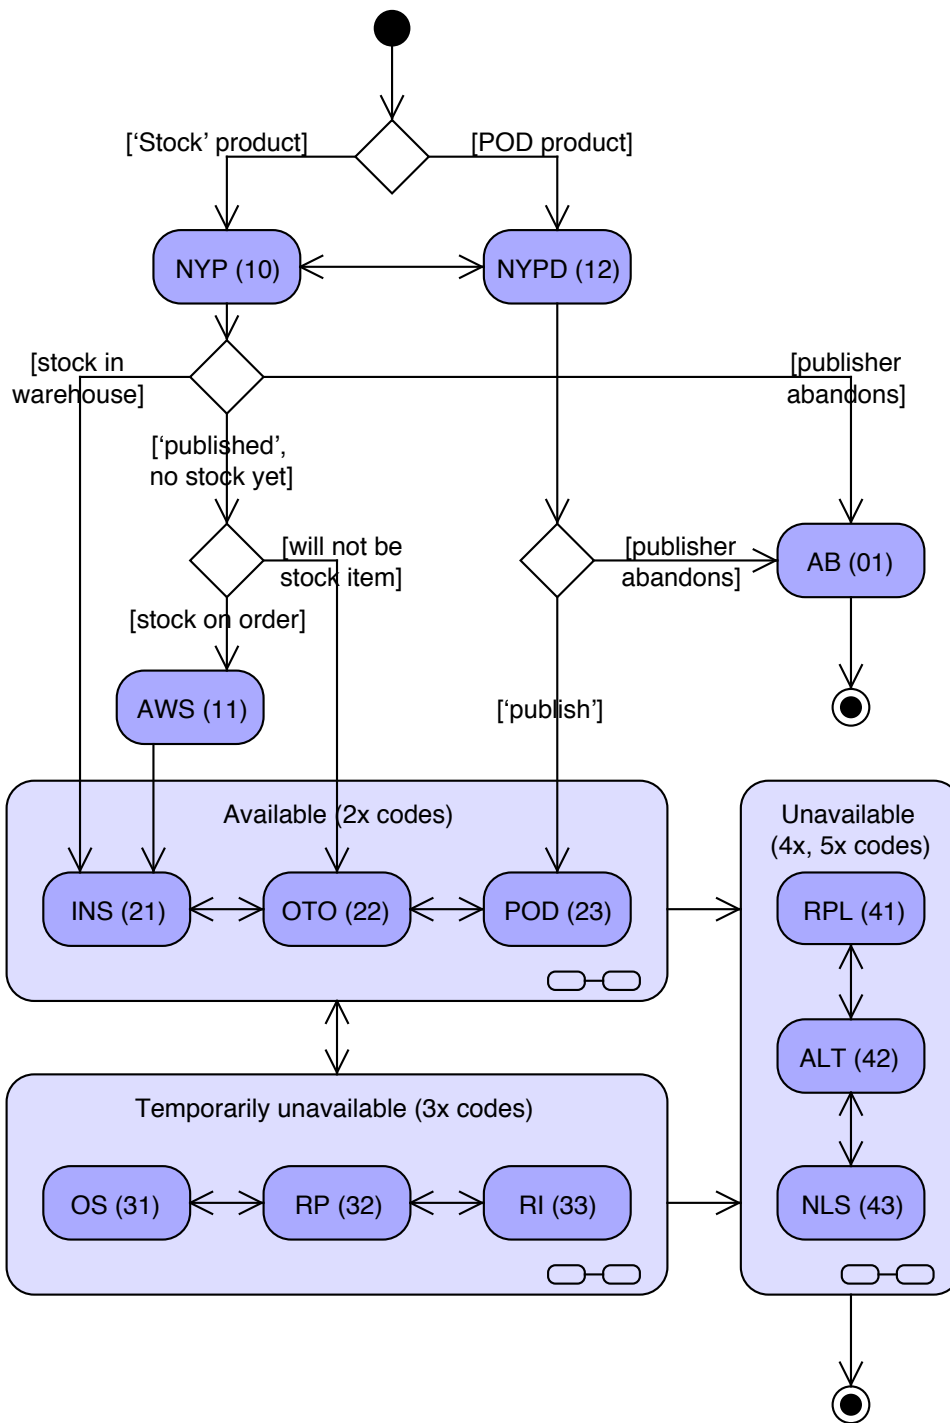 [‘Stock’ product]
[POD product]
NYP (10)
NYPD (12)
[stock in
warehouse]
[publisher
abandons]
[‘published’,
no stock yet]
[will not be
stock item]
[publisher
abandons]
AB (01)
[stock on order]
AWS (11)
[‘publish’]
Available (2x codes)
Unavailable
(4x, 5x codes)
INS (21)
OTO (22)
POD (23)
RPL (41)
ALT (42)
Temporarily unavailable (3x codes)
OS (31)
RP (32)
RI (33)
NLS (43)